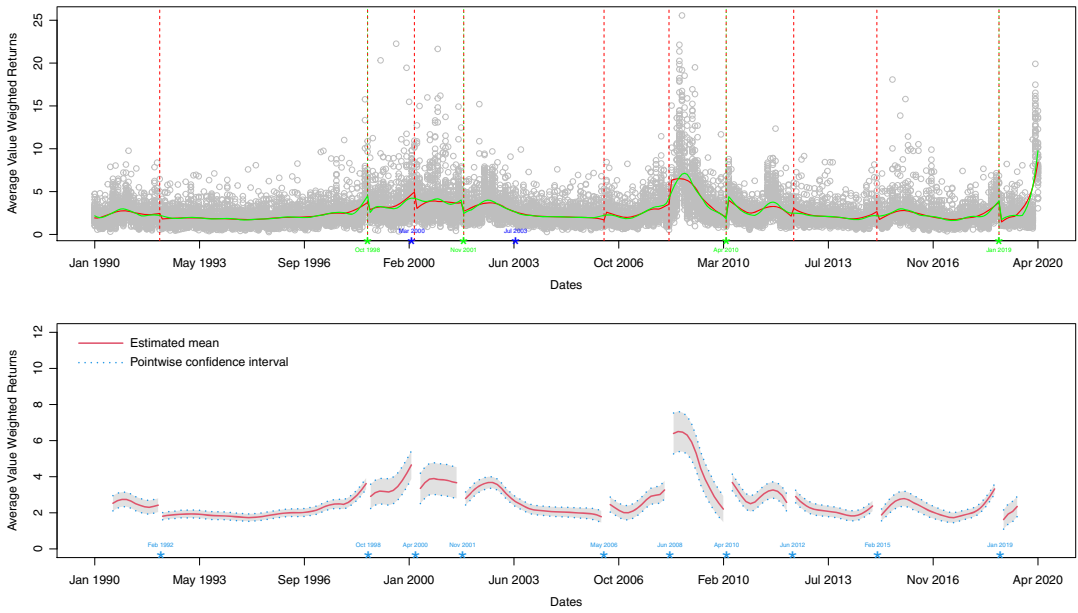 Average Value Weighted Returns
25
20
15
10
5
0
Mar 2000 Jul 2003
Oct 1998 Nov 2001 Apr 2010 Jan 2019
Jan 1990 May 1993 Sep 1996 Feb 2000 Jun 2003 Oct 2006 Mar 2010 Jul 2013 Nov 2016 Apr 2020
Dates
Average Value Weighted Returns
12
10
8
6
4
2
0
Estimated mean
Pointwise confidence interval
Feb 1992 Oct 1998 Apr 2000 Nov 2001 May 2006 Jun 2008 Apr 2010 Jun 2012 Feb 2015 Jan 2019
Jan 1990 May 1993 Sep 1996 Jan 2000 Jun 2003 Oct 2006 Feb 2010 Jul 2013 Nov 2016 Apr 2020
Dates